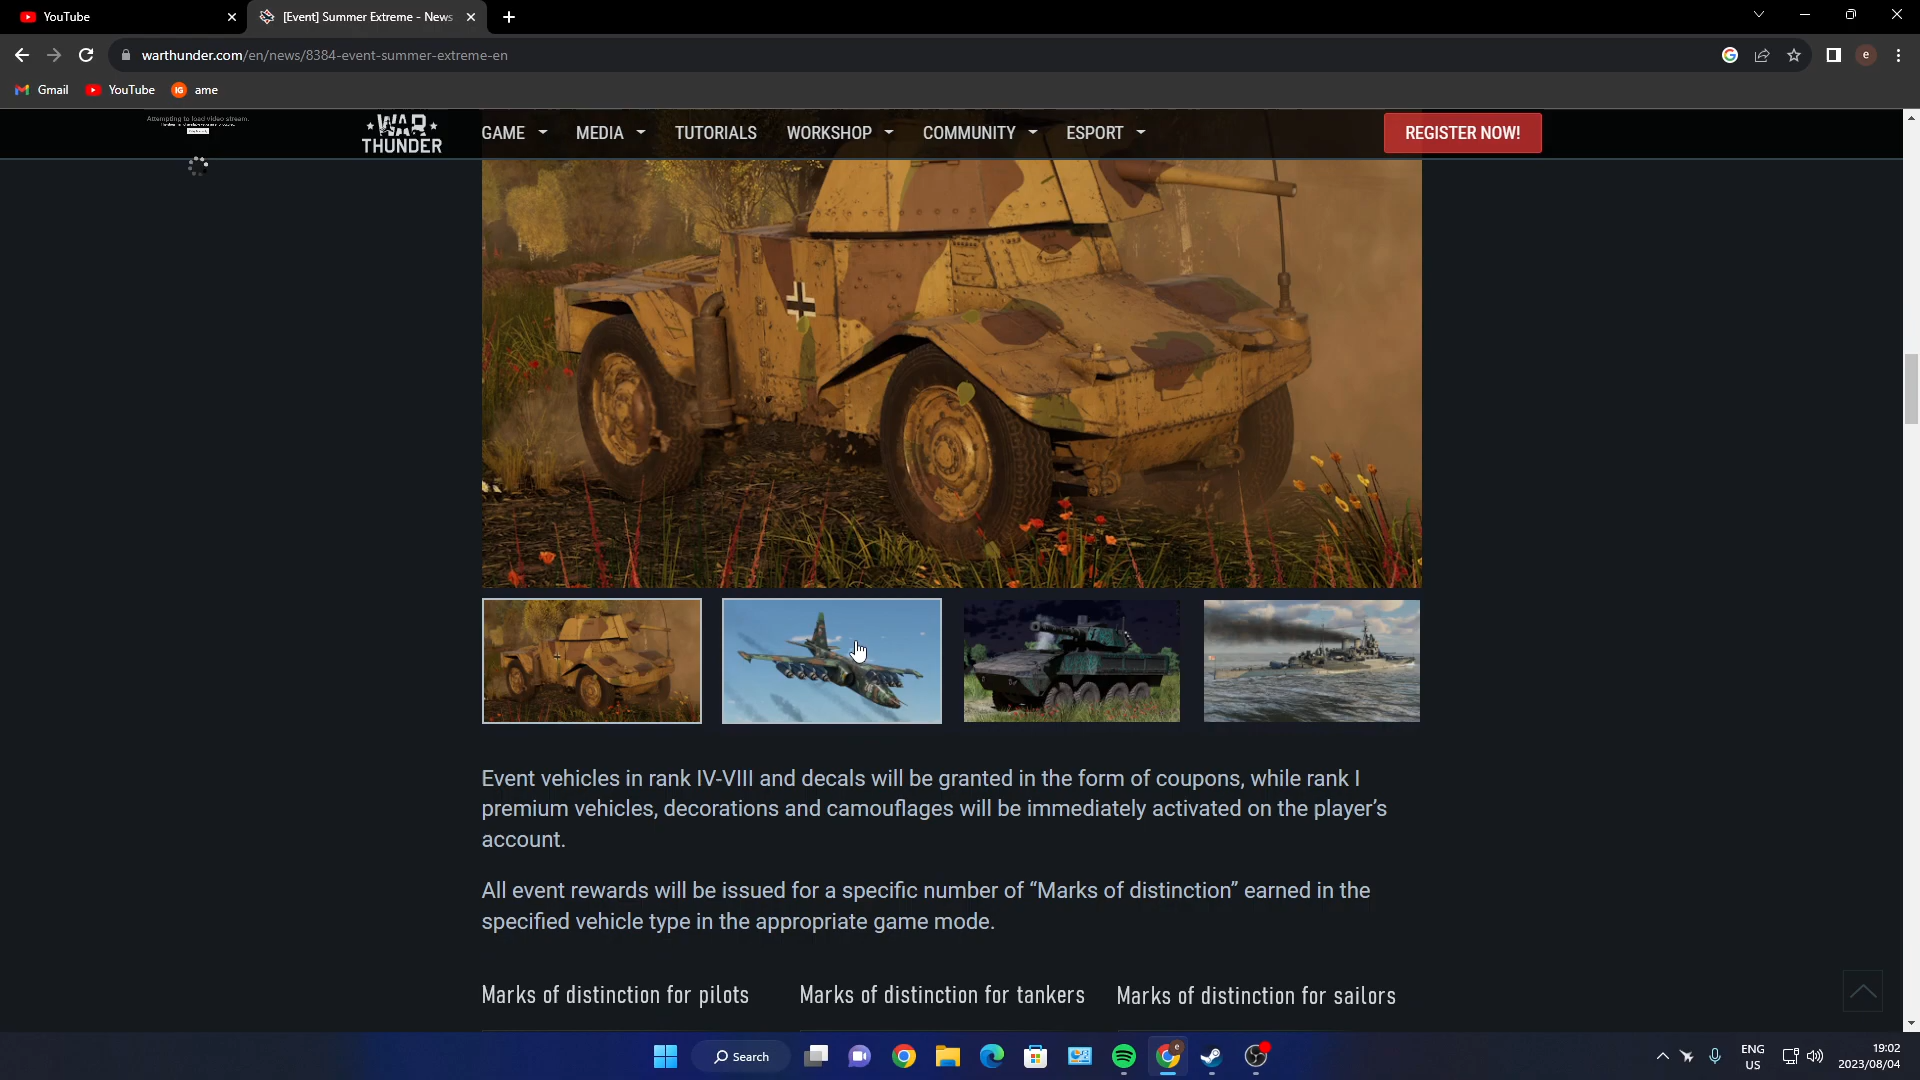 YouTube
[Event] Summer Extreme - News
warthunder.com/en/news/8384-event-summer-extreme-en
e
Gmail
YouTube
IG
ame
Attempting to load video stream.
WAR THUNDER
GAME
MEDIA
TUTORIALS
WORKSHOP
COMMUNITY
ESPORT
REGISTER NOW!
Event vehicles in rank IV-VIII and decals will be granted in the form of coupons, while rank I
premium vehicles, decorations and camouflages will be immediately activated on the player's
account.
All event rewards will be issued for a specific number of “Marks of distinction” earned in the
specified vehicle type in the appropriate game mode.
Marks of distinction for pilots
Marks of distinction for tankers
Marks of distinction for sailors
Search
e
ENG
US
19:02
2023/08/04